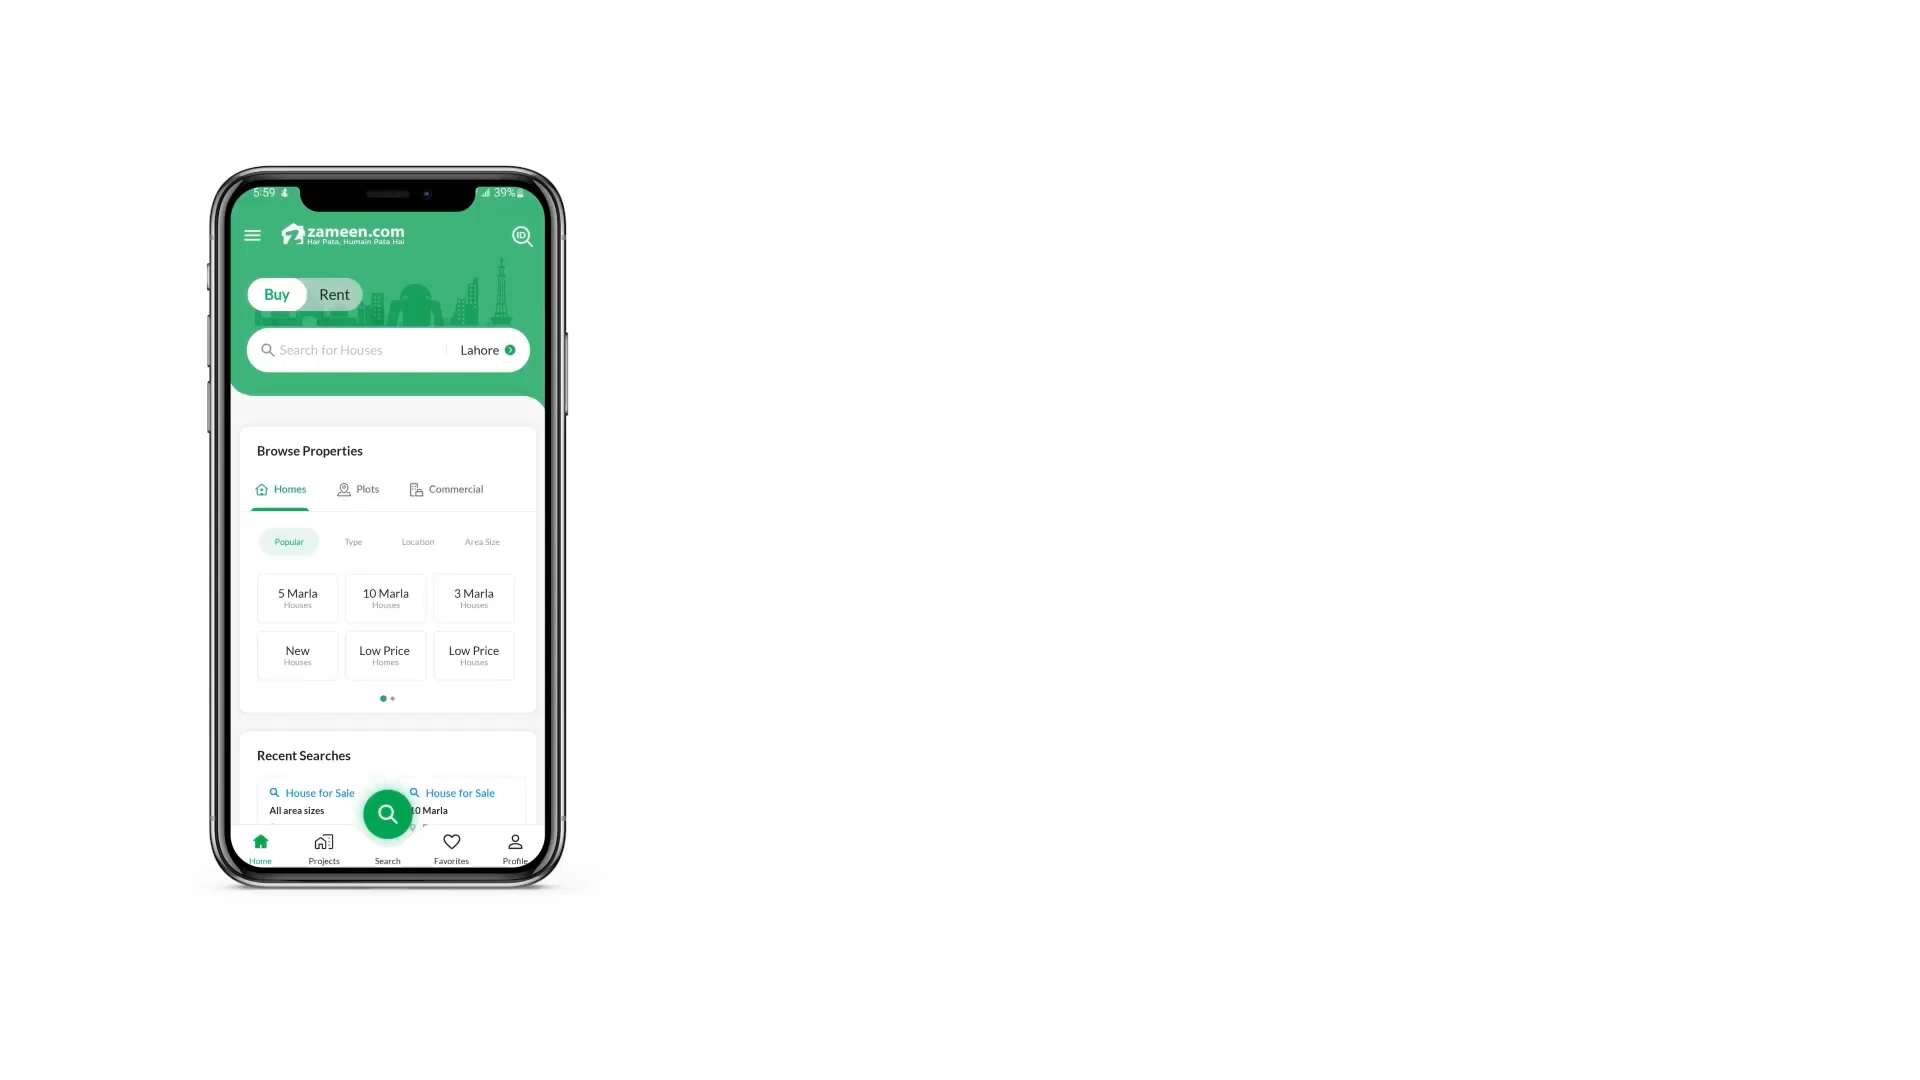 5:59
39%
zameen.com
Har Pata, Humain Pata Hai
ID
Buy Rent
Search for Houses Lahore
Browse Properties
Homes Plots Commercial
Popular Type Location Area Size
5 Marla 10 Marla 3 Marla
Houses Houses Houses
New Low Price Low Price
Houses Homes Houses
Recent Searches
House for Sale House for Sale
All area sizes 10 Marla
Home Projects Search Favorites Profile